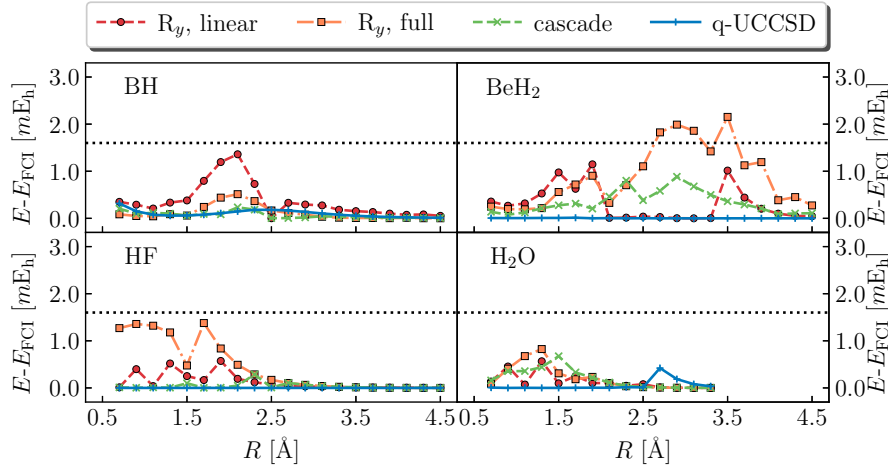 R_y, linear R_y, full cascade q-UCCSD
3.0 BH BeH₂ 3.0
2.0 2.0
1.0 1.0
0.0 0.0
E-E_FCI [mE_h] E-E_FCI [mE_h]
3.0 HF H₂O 3.0
2.0 2.0
1.0 1.0
0.0 0.0
E-E_FCI [mE_h] E-E_FCI [mE_h]
0.5 1.5 2.5 3.5 4.5 0.5 1.5 2.5 3.5 4.5
R [Å] R [Å]